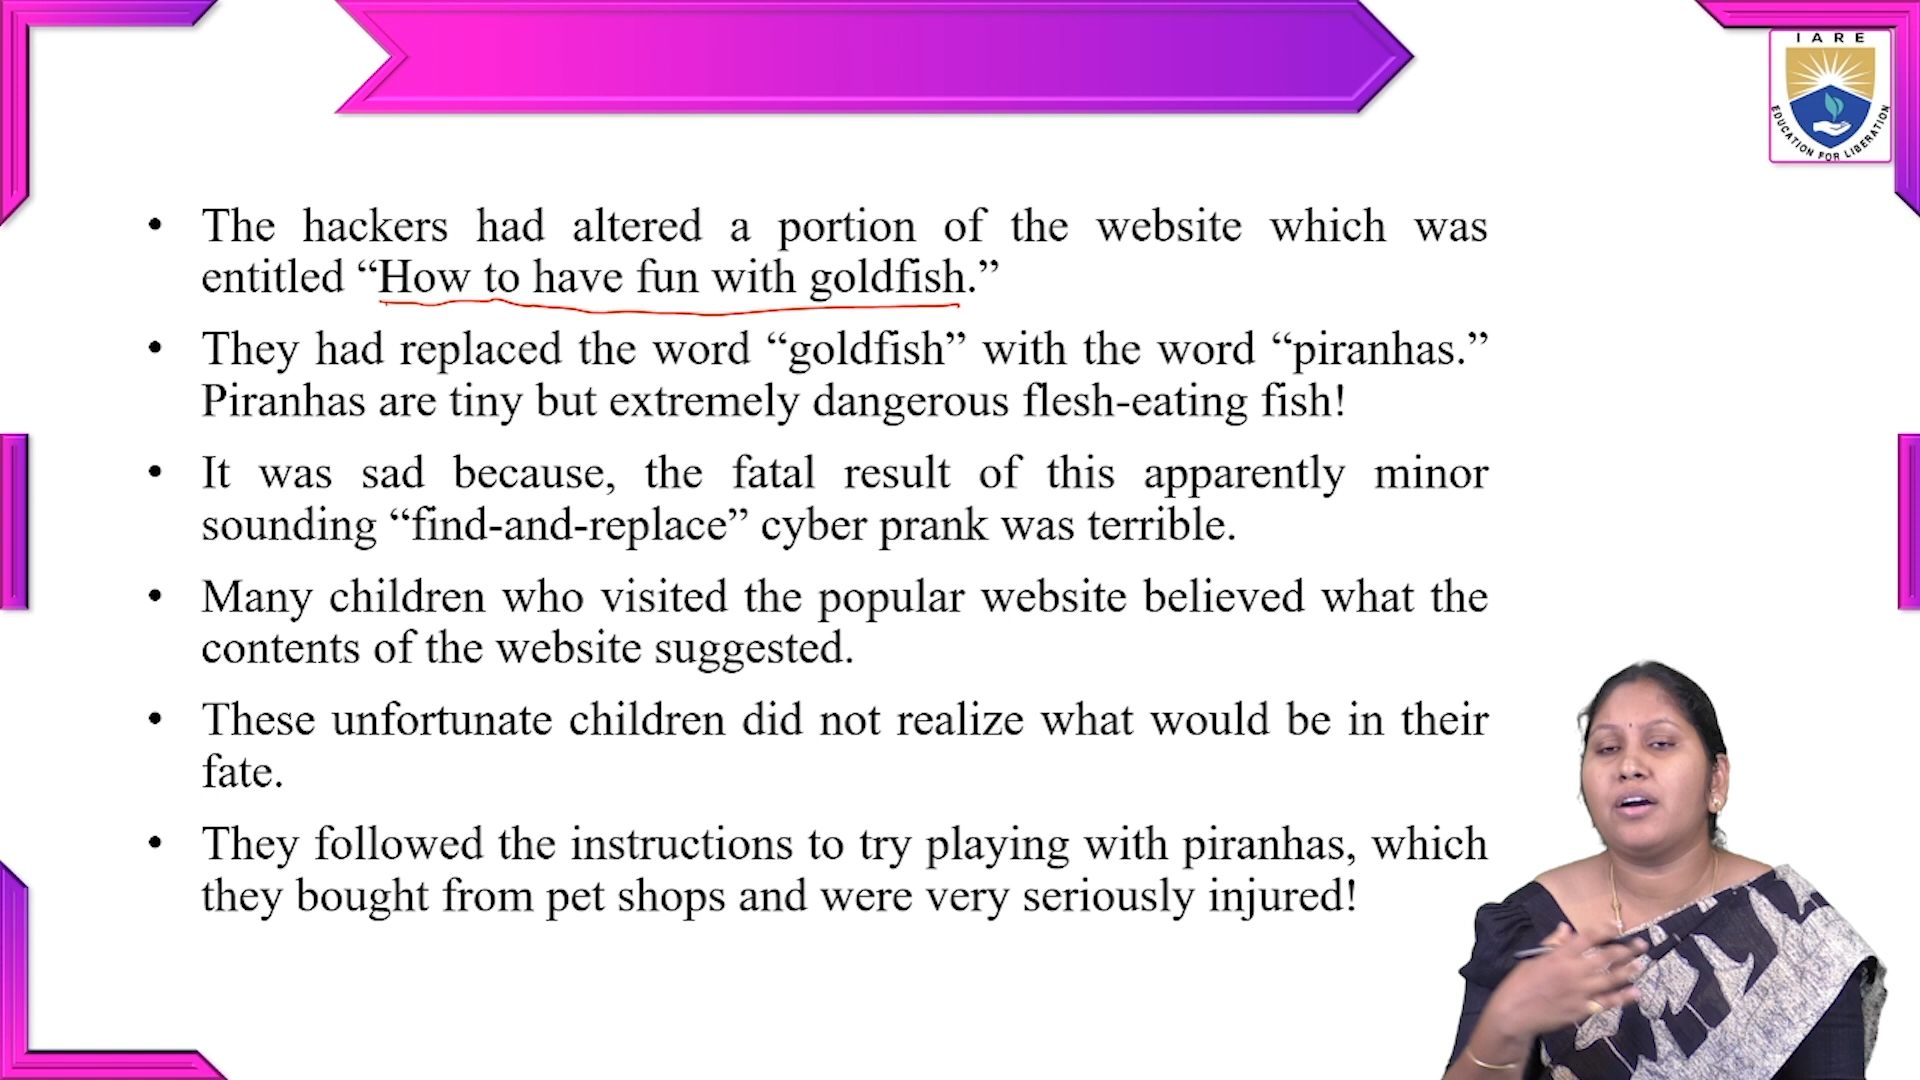 I A R E
EDUCATION FOR LIBERATION
• The hackers had altered a portion of the website which was
entitled “How to have fun with goldfish.”
• They had replaced the word “goldfish” with the word “piranhas.”
Piranhas are tiny but extremely dangerous flesh-eating fish!
• It was sad because, the fatal result of this apparently minor
sounding “find-and-replace” cyber prank was terrible.
• Many children who visited the popular website believed what the
contents of the website suggested.
• These unfortunate children did not realize what would be in their
fate.
• They followed the instructions to try playing with piranhas, which
they bought from pet shops and were very seriously injured!